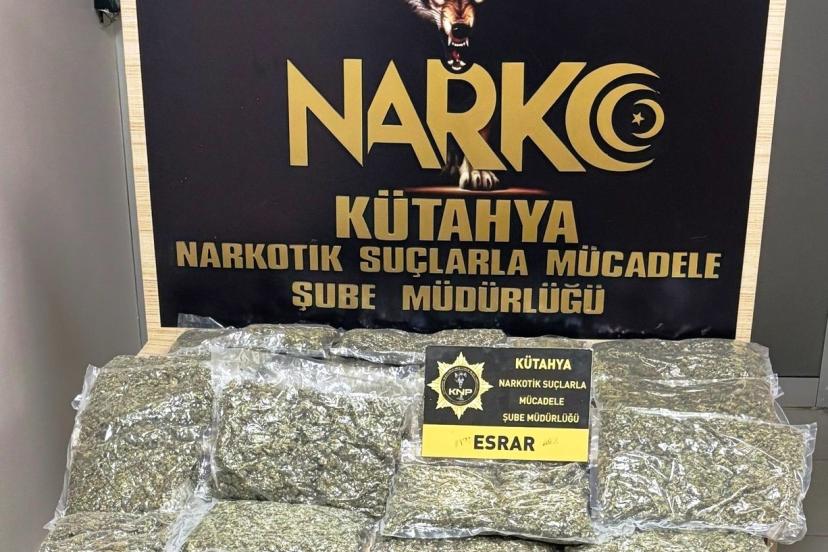 NARKO
KÜTAHYA
NARKOTİK SUÇLARLA MÜCADELE
ŞUBE MÜDÜRLÜĞÜ
KNP
KÜTAHYA
NARKOTİK SUÇLARLA
MÜCADELE
ŞUBE MÜDÜRLÜĞÜ
ESRAR